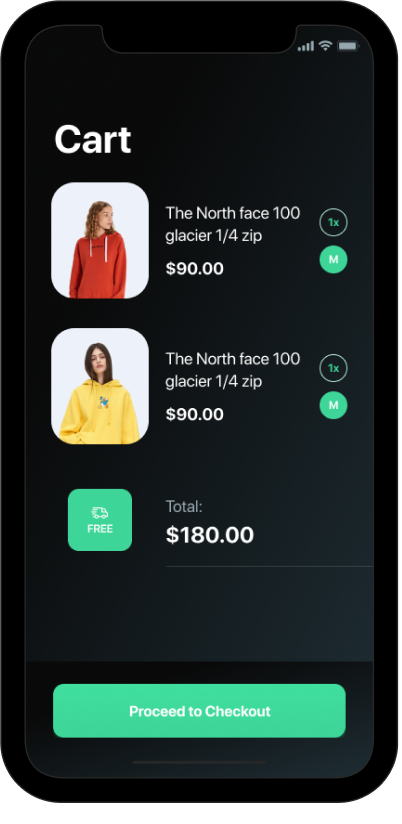 Cart
The North face 100
glacier 1/4 zip
$90.00
1x
M
The North face 100
glacier 1/4 zip
$90.00
1x
M
FREE
Total:
$180.00
Proceed to Checkout